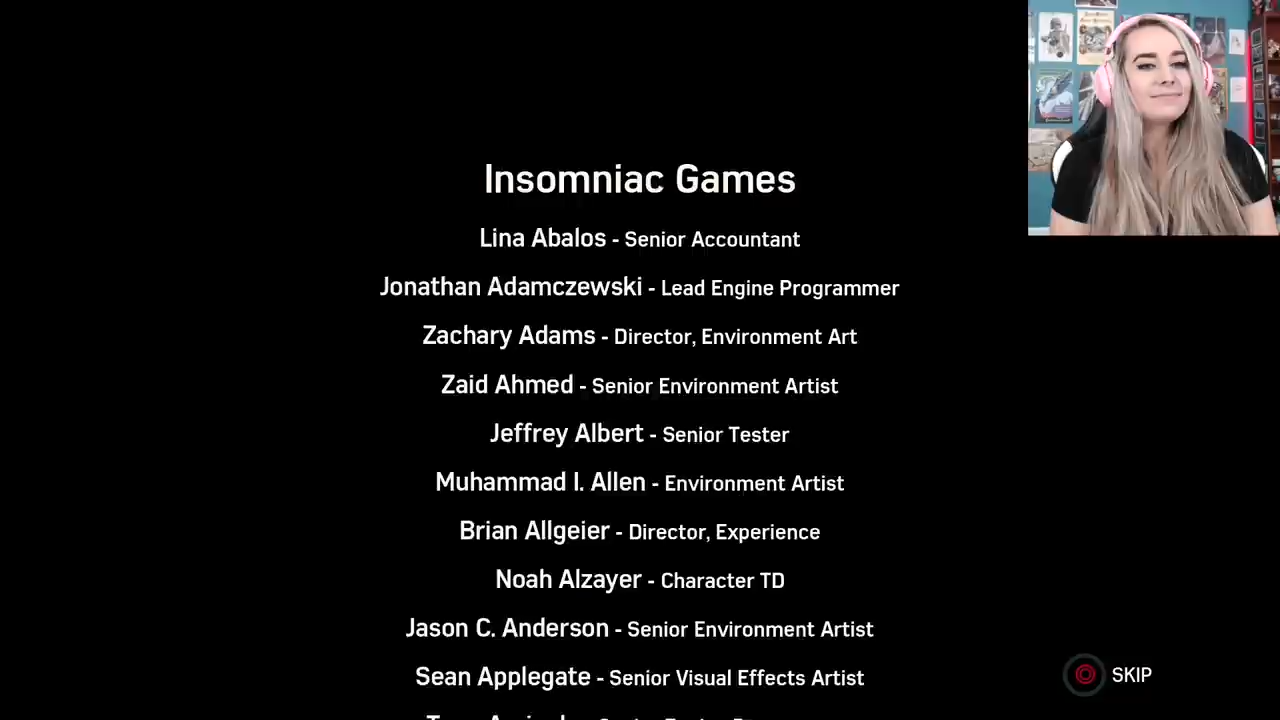 Insomniac Games
Lina Abalos - Senior Accountant
Jonathan Adamczewski - Lead Engine Programmer
Zachary Adams - Director, Environment Art
Zaid Ahmed - Senior Environment Artist
Jeffrey Albert - Senior Tester
Muhammad I. Allen - Environment Artist
Brian Allgeier - Director, Experience
Noah Alzayer - Character TD
Jason C. Anderson - Senior Environment Artist
Sean Applegate - Senior Visual Effects Artist
SKIP